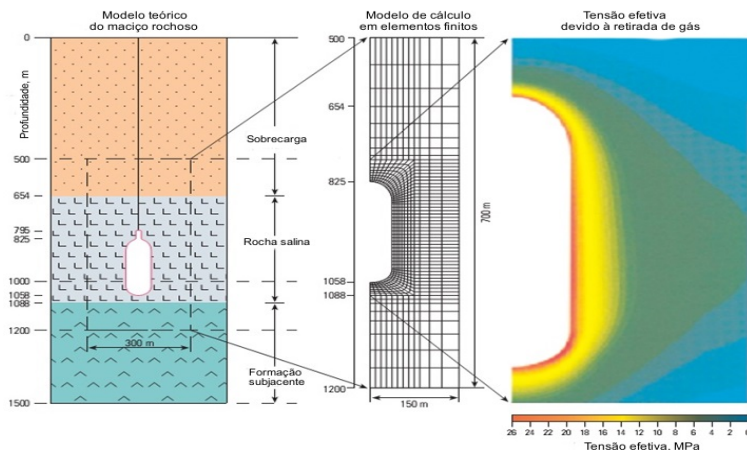 Modelo teórico
do maciço rochoso
Modelo de cálculo
em elementos finitos
Tensão efetiva
devido à retirada de gás
Profundidade, m
0
500
654
795
825
1000
1058
1088
1200
1500
300 m
Sobrecarga
Rocha salina
Formação
subjacente
500
654
825
1058
1088
1200
700 m
150 m
26 24 22 20 18 16 14 12 10 8 6 4 2
Tensão efetiva, MPa